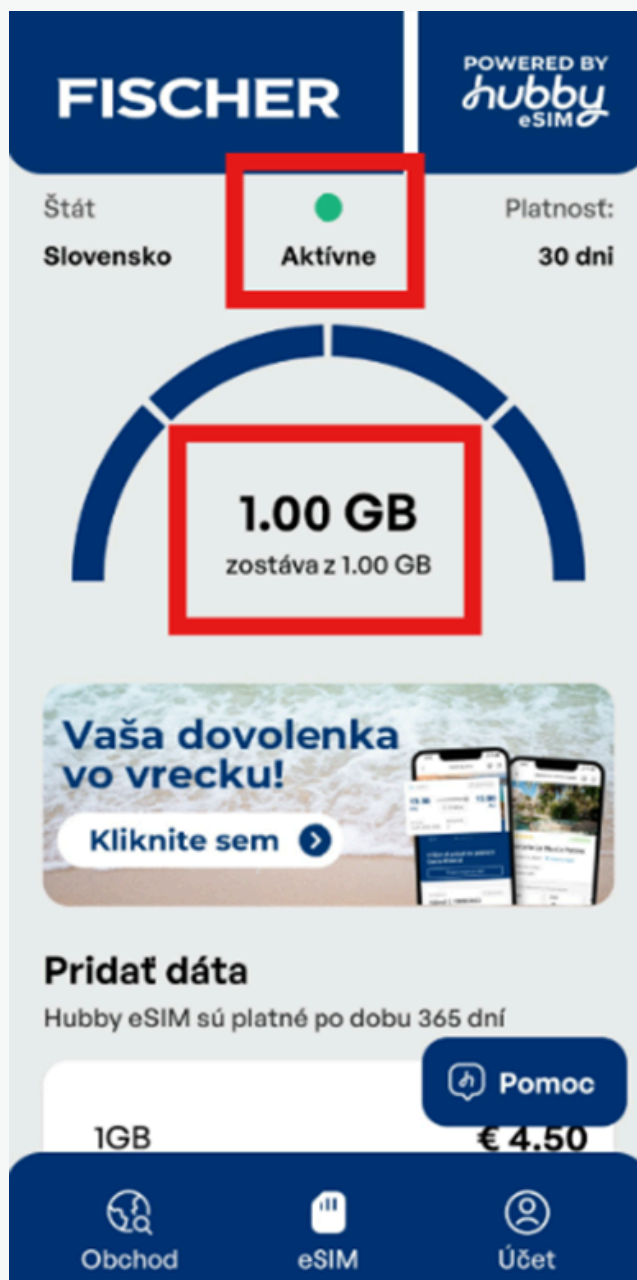 FISCHER
POWERED BY
hubby
eSIM
Štát
Platnosť:
Slovensko
Aktívne
30 dni
1.00 GB
zostáva z 1.00 GB
Vaša dovolenka
vo vrecku!
Kliknite sem
Pridať dáta
Hubby eSIM sú platné po dobu 365 dní
Pomoc
1GB
€ 4.50
Obchod
eSIM
Účet